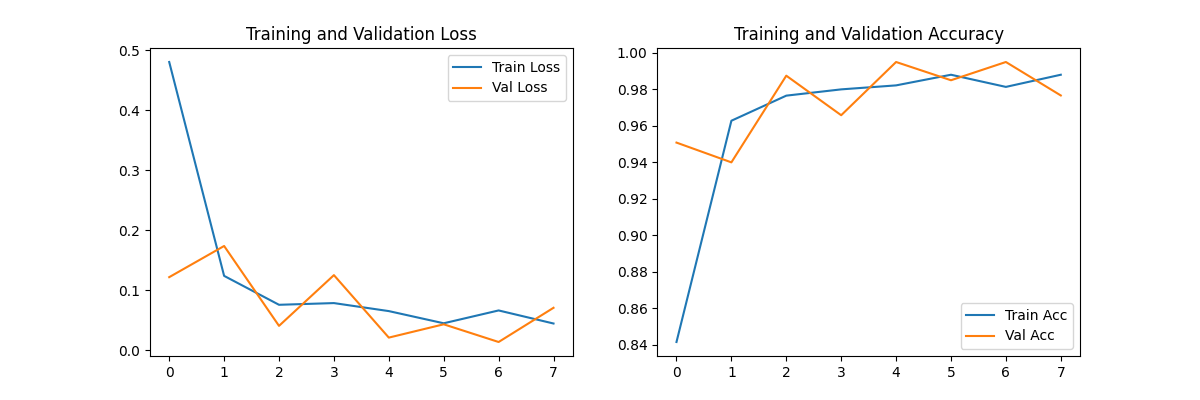 Training and Validation Loss
0.5
0.4
0.3
0.2
0.1
0.0
0 1 2 3 4 5 6 7
Train Loss
Val Loss
Training and Validation Accuracy
1.00
0.98
0.96
0.94
0.92
0.90
0.88
0.86
0.84
0 1 2 3 4 5 6 7
Train Acc
Val Acc